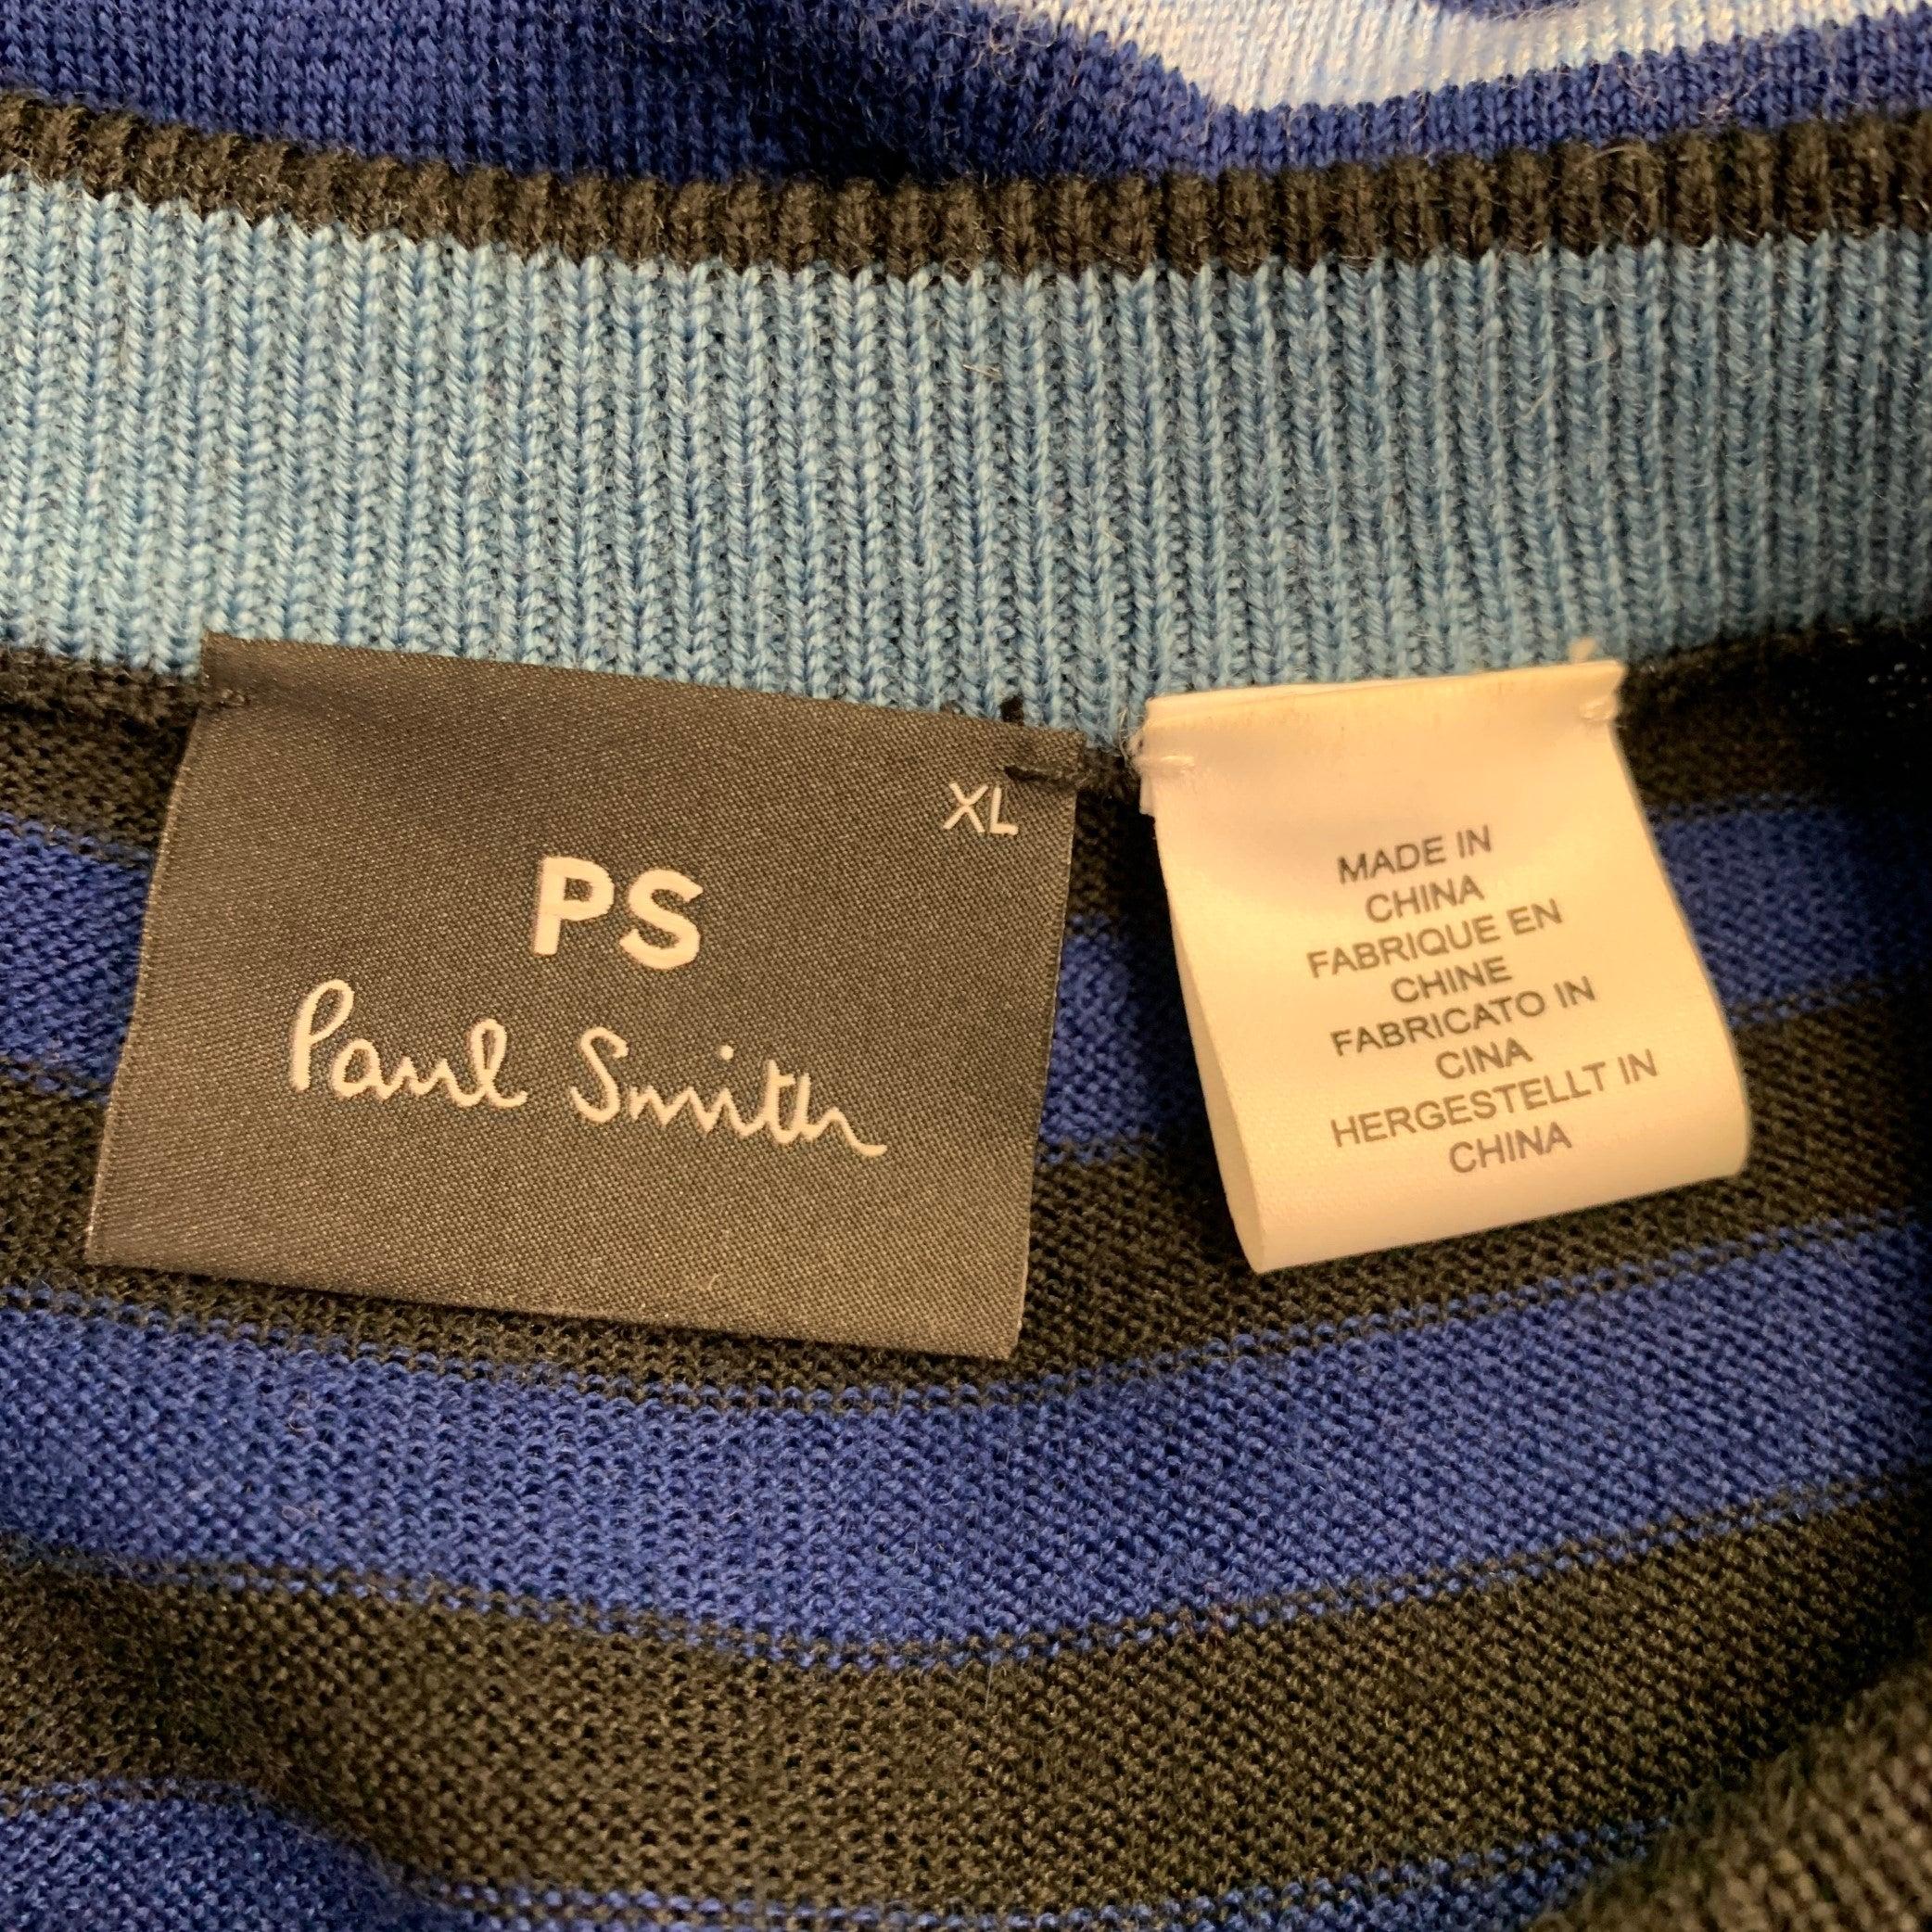 XL
PS
Paul Smith
MADE IN
CHINA
FABRIQUE EN
CHINE
FABRICATO IN
CINA
HERGESTELLT IN
CHINA